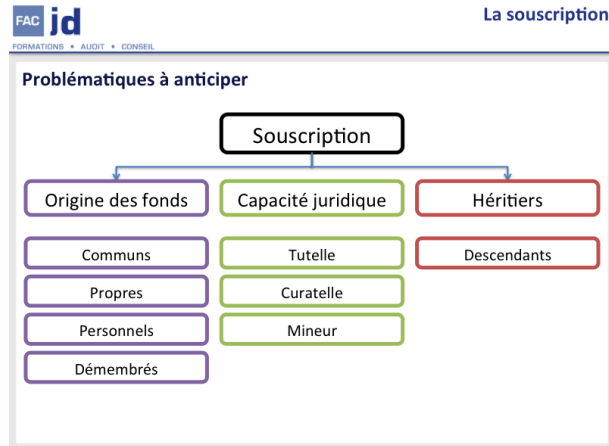 FAC jd
FORMATIONS • AUDIT • CONSEIL
La souscription
Problématiques à anticiper
Souscription
Origine des fonds
Capacité juridique
Héritiers
Communs
Tutelle
Descendants
Propres
Curatelle
Personnels
Mineur
Démembrés